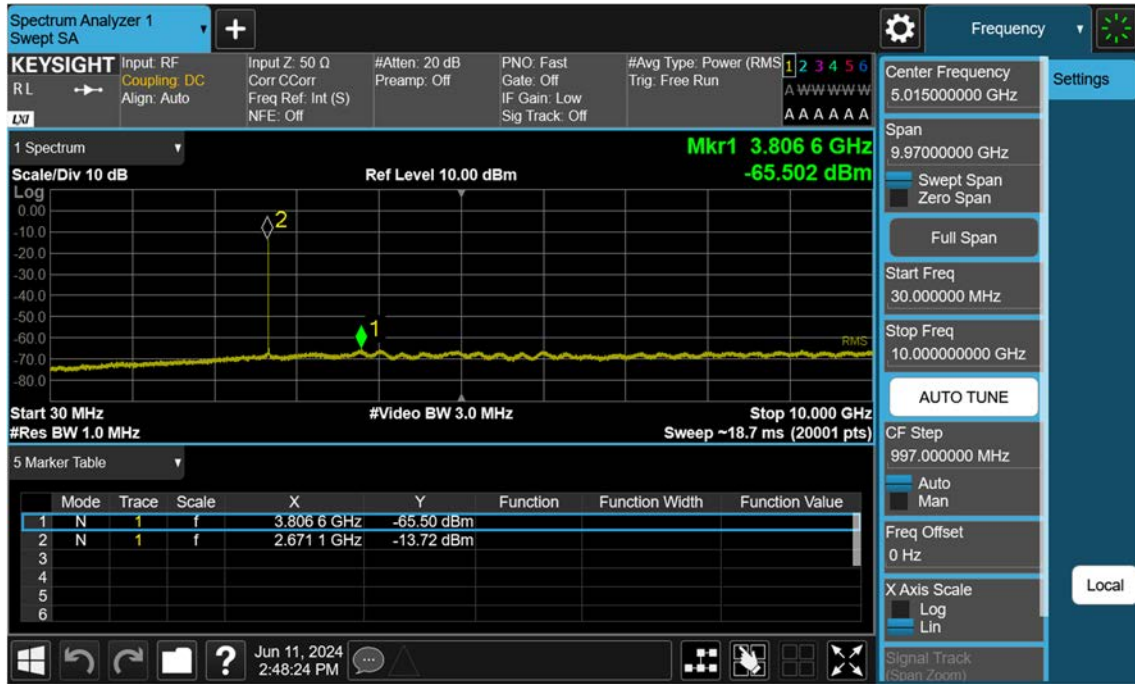 Spectrum Analyzer 1
Swept SA
+
Frequency
KEYSIGHT
RL
LXI
Input: RF
Coupling: DC
Align: Auto
Input Z: 50 Ω
Corr CCorr
Freq Ref: Int (S)
NFE: Off
#Atten: 20 dB
Preamp: Off
PNO: Fast
Gate: Off
IF Gain: Low
Sig Track: Off
#Avg Type: Power (RMS
Trig: Free Run
1 2 3 4 5 6
A W W W W W
A A A A A A
1 Spectrum
Scale/Div 10 dB
Ref Level 10.00 dBm
Mkr1 3.806 6 GHz
-65.502 dBm
Log
0.00
-10.0
-20.0
-30.0
-40.0
-50.0
-60.0
-70.0
-80.0
2
1
RMS
Start 30 MHz
#Video BW 3.0 MHz
Stop 10.000 GHz
#Res BW 1.0 MHz
Sweep ~18.7 ms (20001 pts)
5 Marker Table
Mode Trace Scale X Y Function Function Width Function Value
1 N 1 f 3.806 6 GHz -65.50 dBm
2 N 1 f 2.671 1 GHz -13.72 dBm
3
4
5
6
?
Jun 11, 2024
2:48:24 PM
Center Frequency
5.015000000 GHz
Settings
Span
9.97000000 GHz
Swept Span
Zero Span
Full Span
Start Freq
30.000000 MHz
Stop Freq
10.000000000 GHz
AUTO TUNE
CF Step
997.000000 MHz
Auto
Man
Freq Offset
0 Hz
X Axis Scale
Log
Lin
Local
Signal Track
(Span Zoom)